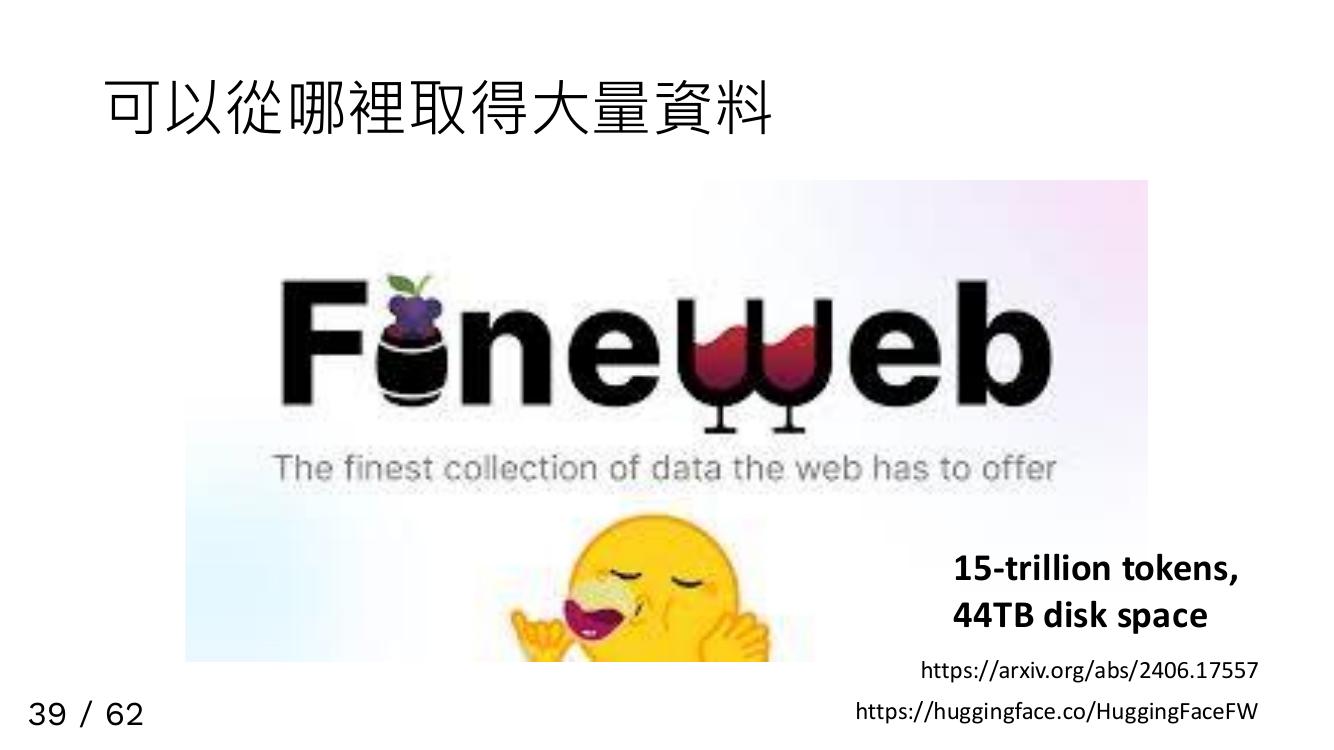 可以從哪裡取得大量資料
Fineweb
The finest collection of data the web has to offer
15-trillion tokens,
44TB disk space
https://arxiv.org/abs/2406.17557
https://huggingface.co/HuggingFaceFW
39 / 62